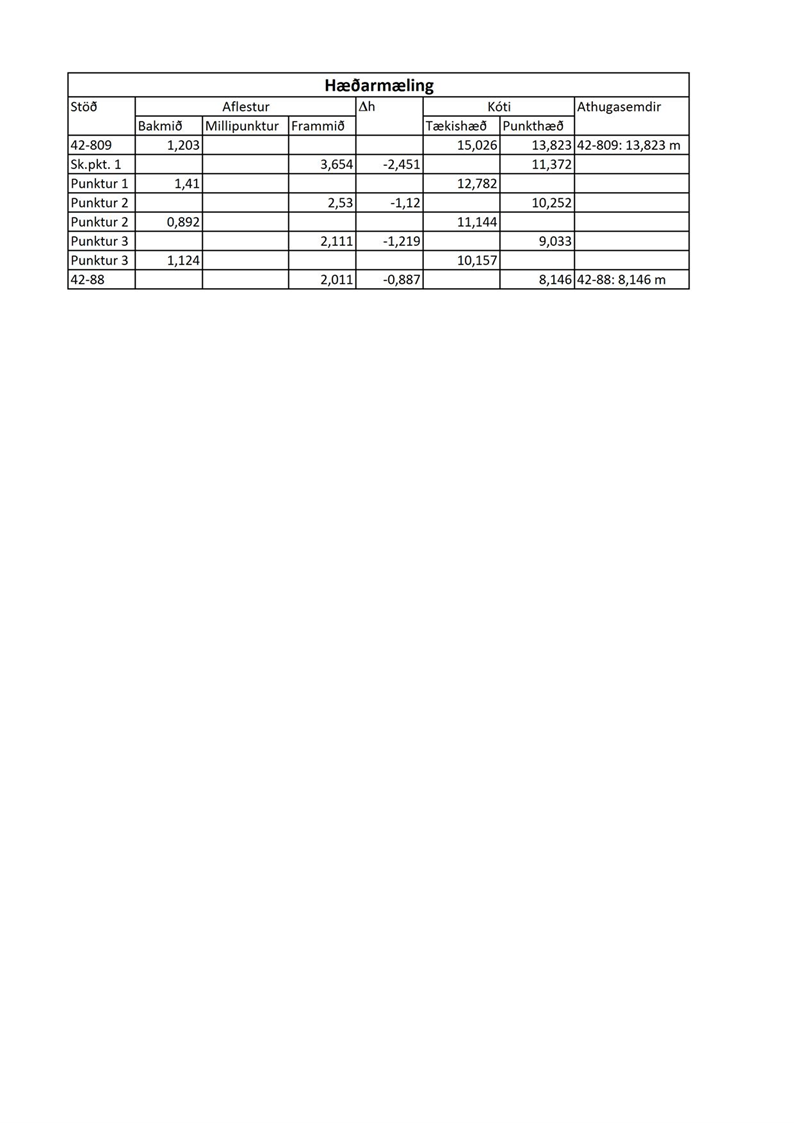 Hæðarmæling
Stöð Aflestur Δh Kóti Athugasemdir
Bakmið Millipunktur Frammið Tækishæð Punkthæð
42-809 1,203 15,026 13,823 42-809: 13,823 m
Sk.pkt. 1 3,654 -2,451 11,372
Punktur 1 1,41 12,782
Punktur 2 2,53 -1,12 10,252
Punktur 2 0,892 11,144
Punktur 3 2,111 -1,219 9,033
Punktur 3 1,124 10,157
42-88 2,011 -0,887 8,146 42-88: 8,146 m